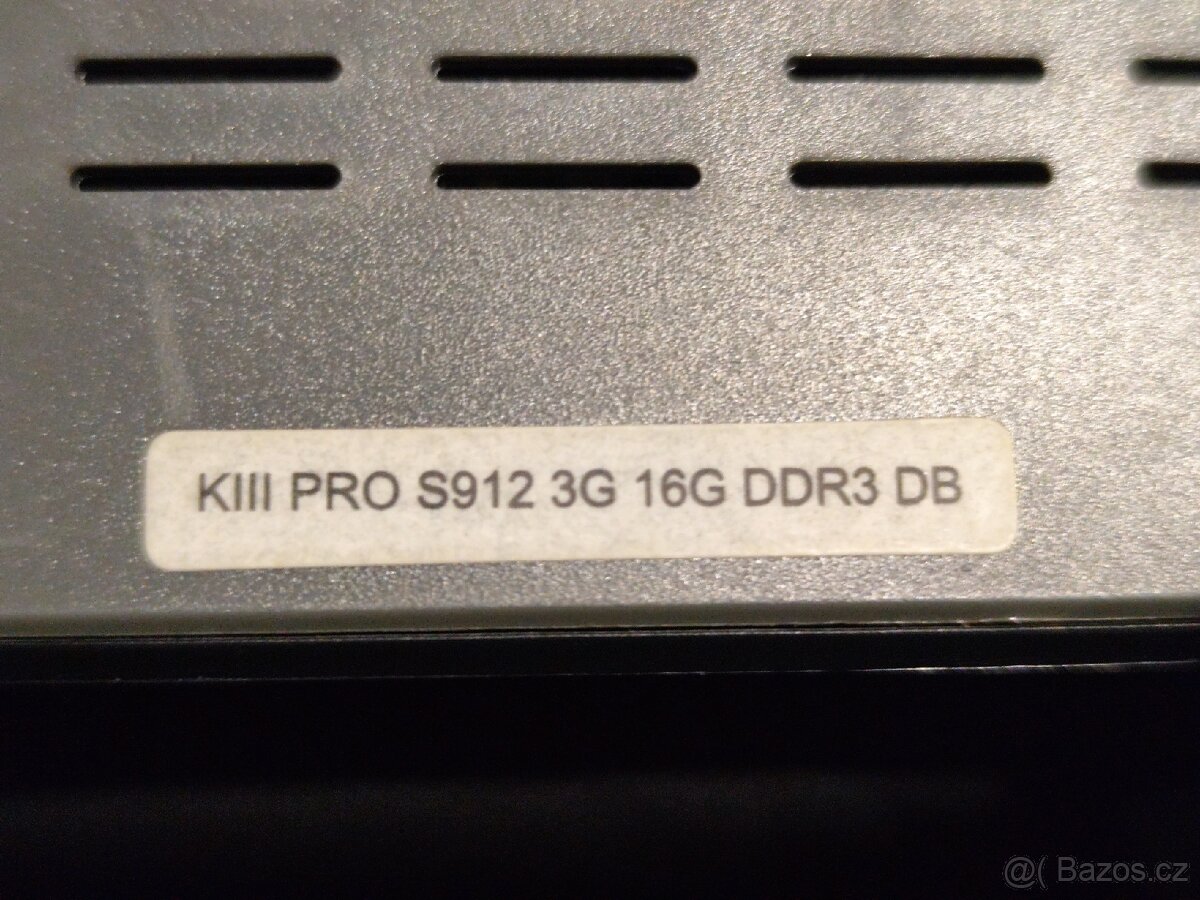 KIII PRO S912 3G 16G DDR3 DB
@( Bazos.cz